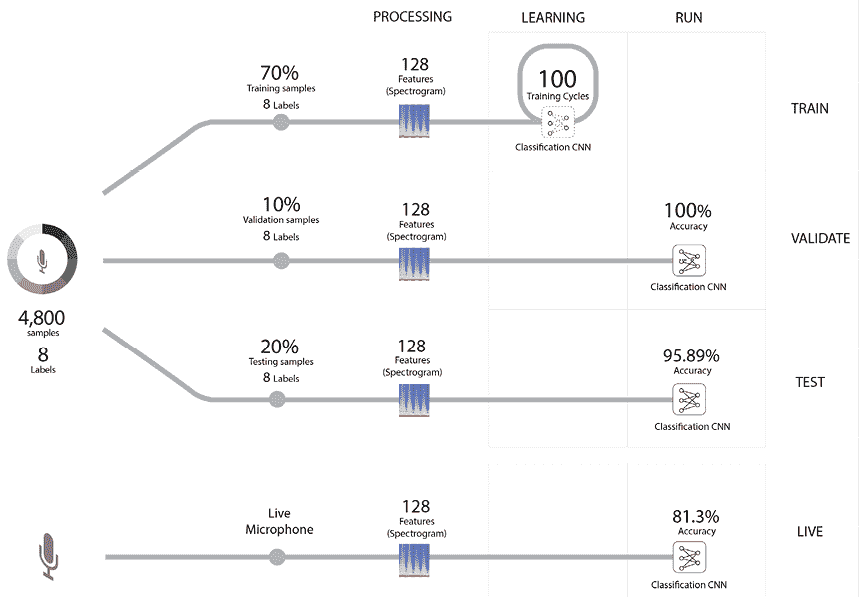 PROCESSING LEARNING RUN
70%
Training samples
8 Labels
128
Features
(Spectrogram)
100
Training Cycles
Classification CNN
TRAIN
10%
Validation samples
8 Labels
128
Features
(Spectrogram)
100%
Accuracy
Classification CNN
VALIDATE
4,800
samples
8
Labels
20%
Testing samples
8 Labels
128
Features
(Spectrogram)
95.89%
Accuracy
Classification CNN
TEST
Live
Microphone
128
Features
(Spectrogram)
81.3%
Accuracy
Classification CNN
LIVE